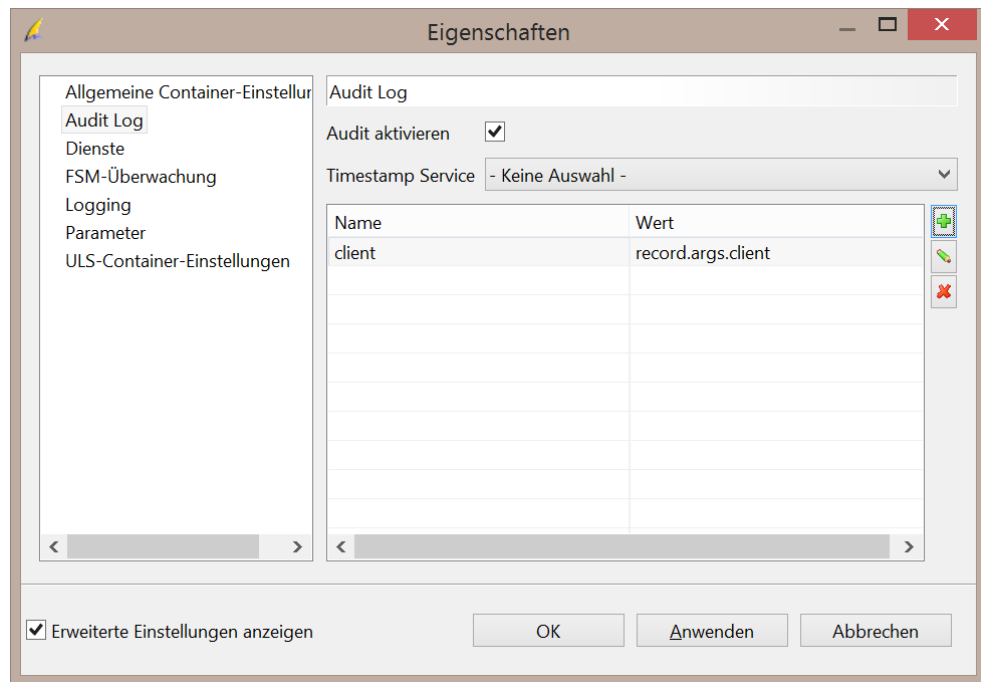 Eigenschaften
Allgemeine Container-Einstellur
Audit Log
Dienste
FSM-Überwachung
Logging
Parameter
ULS-Container-Einstellungen
Audit Log
Audit aktivieren
Timestamp Service - Keine Auswahl -
Name Wert
client record.args.client
Erweiterte Einstellungen anzeigen
OK Anwenden Abbrechen